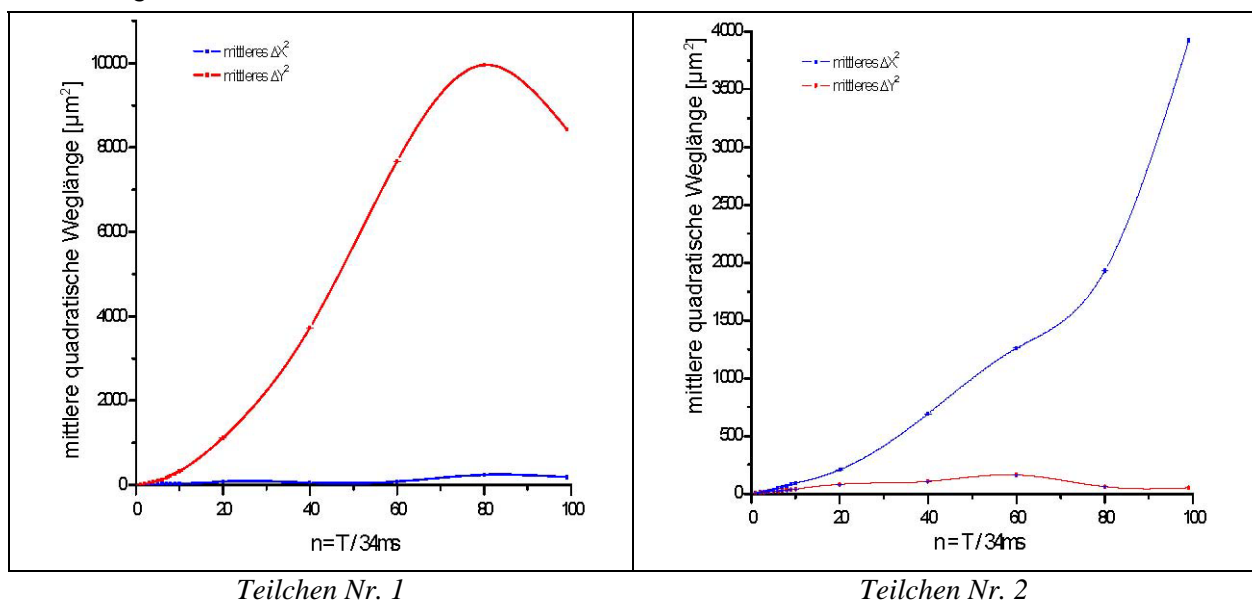 mittleres ΔX²
mittleres ΔY²
mittlere quadratische Weglänge [µm²]
10000
8000
6000
4000
2000
0
0 20 40 60 80 100
n=T/34ms
Teilchen Nr. 1
mittleres ΔX²
mittleres ΔY²
mittlere quadratische Weglänge [µm²]
4000
3500
3000
2500
2000
1500
1000
500
0
0 20 40 60 80 100
n=T/34ms
Teilchen Nr. 2